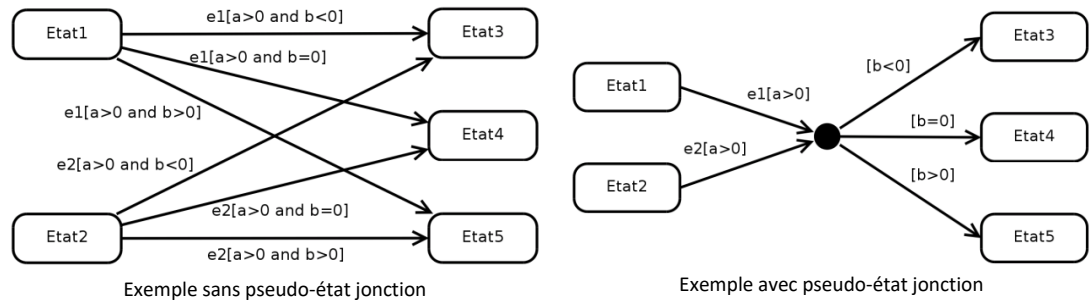 e1[a>0 and b<0]
Etat1
Etat3
e1[a>0 and b=0]
e1[a>0 and b>0]
Etat4
e2[a>0 and b<0]
e2[a>0 and b=0]
Etat2
Etat5
e2[a>0 and b>0]
Exemple sans pseudo-état jonction
Etat3
[b<0]
Etat1
e1[a>0]
[b=0]
Etat4
e2[a>0]
Etat2
[b>0]
Etat5
Exemple avec pseudo-état jonction